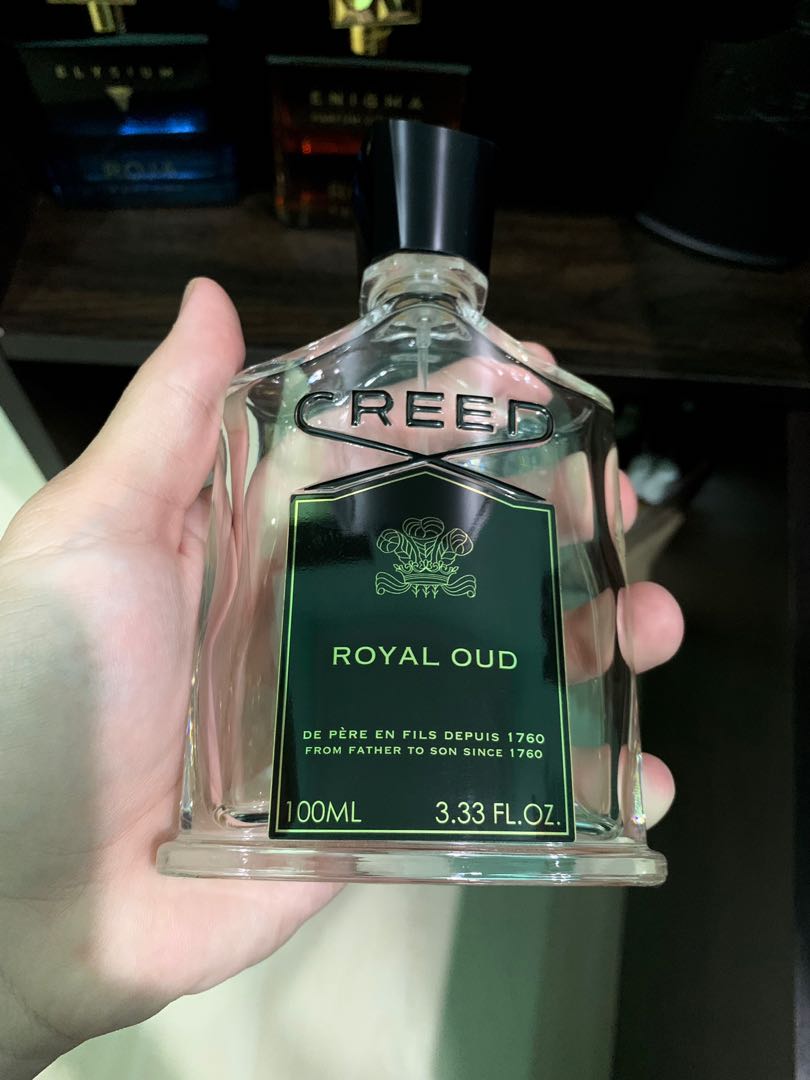 ELYSIUM
ROJA
ENIGMA
CREED
ROYAL OUD
DE PÈRE EN FILS DEPUIS 1760
FROM FATHER TO SON SINCE 1760
100ML 3.33 FL.OZ.